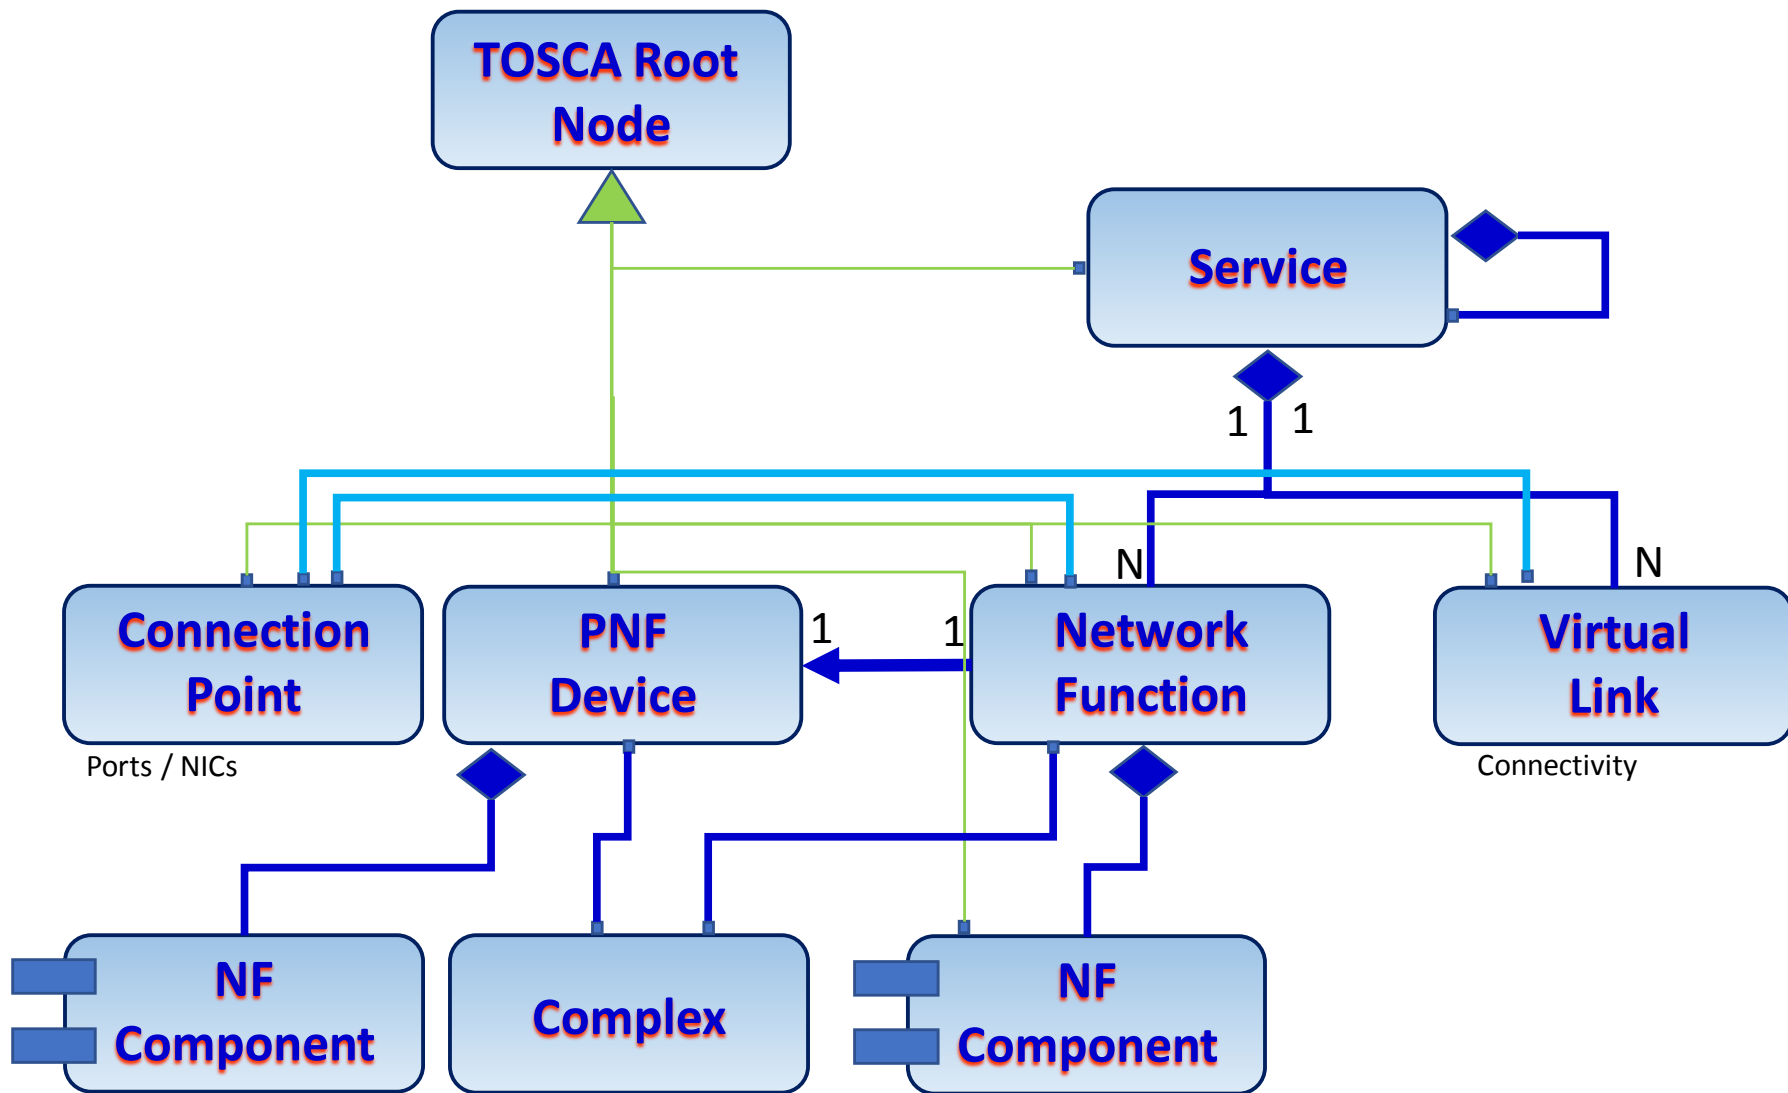 TOSCA Root
Node
Service
1
1
N
N
Connection
Point
Ports / NICs
PNF
Device
1
1
Network
Function
Virtual
Link
Connectivity
NF
Component
Complex
NF
Component